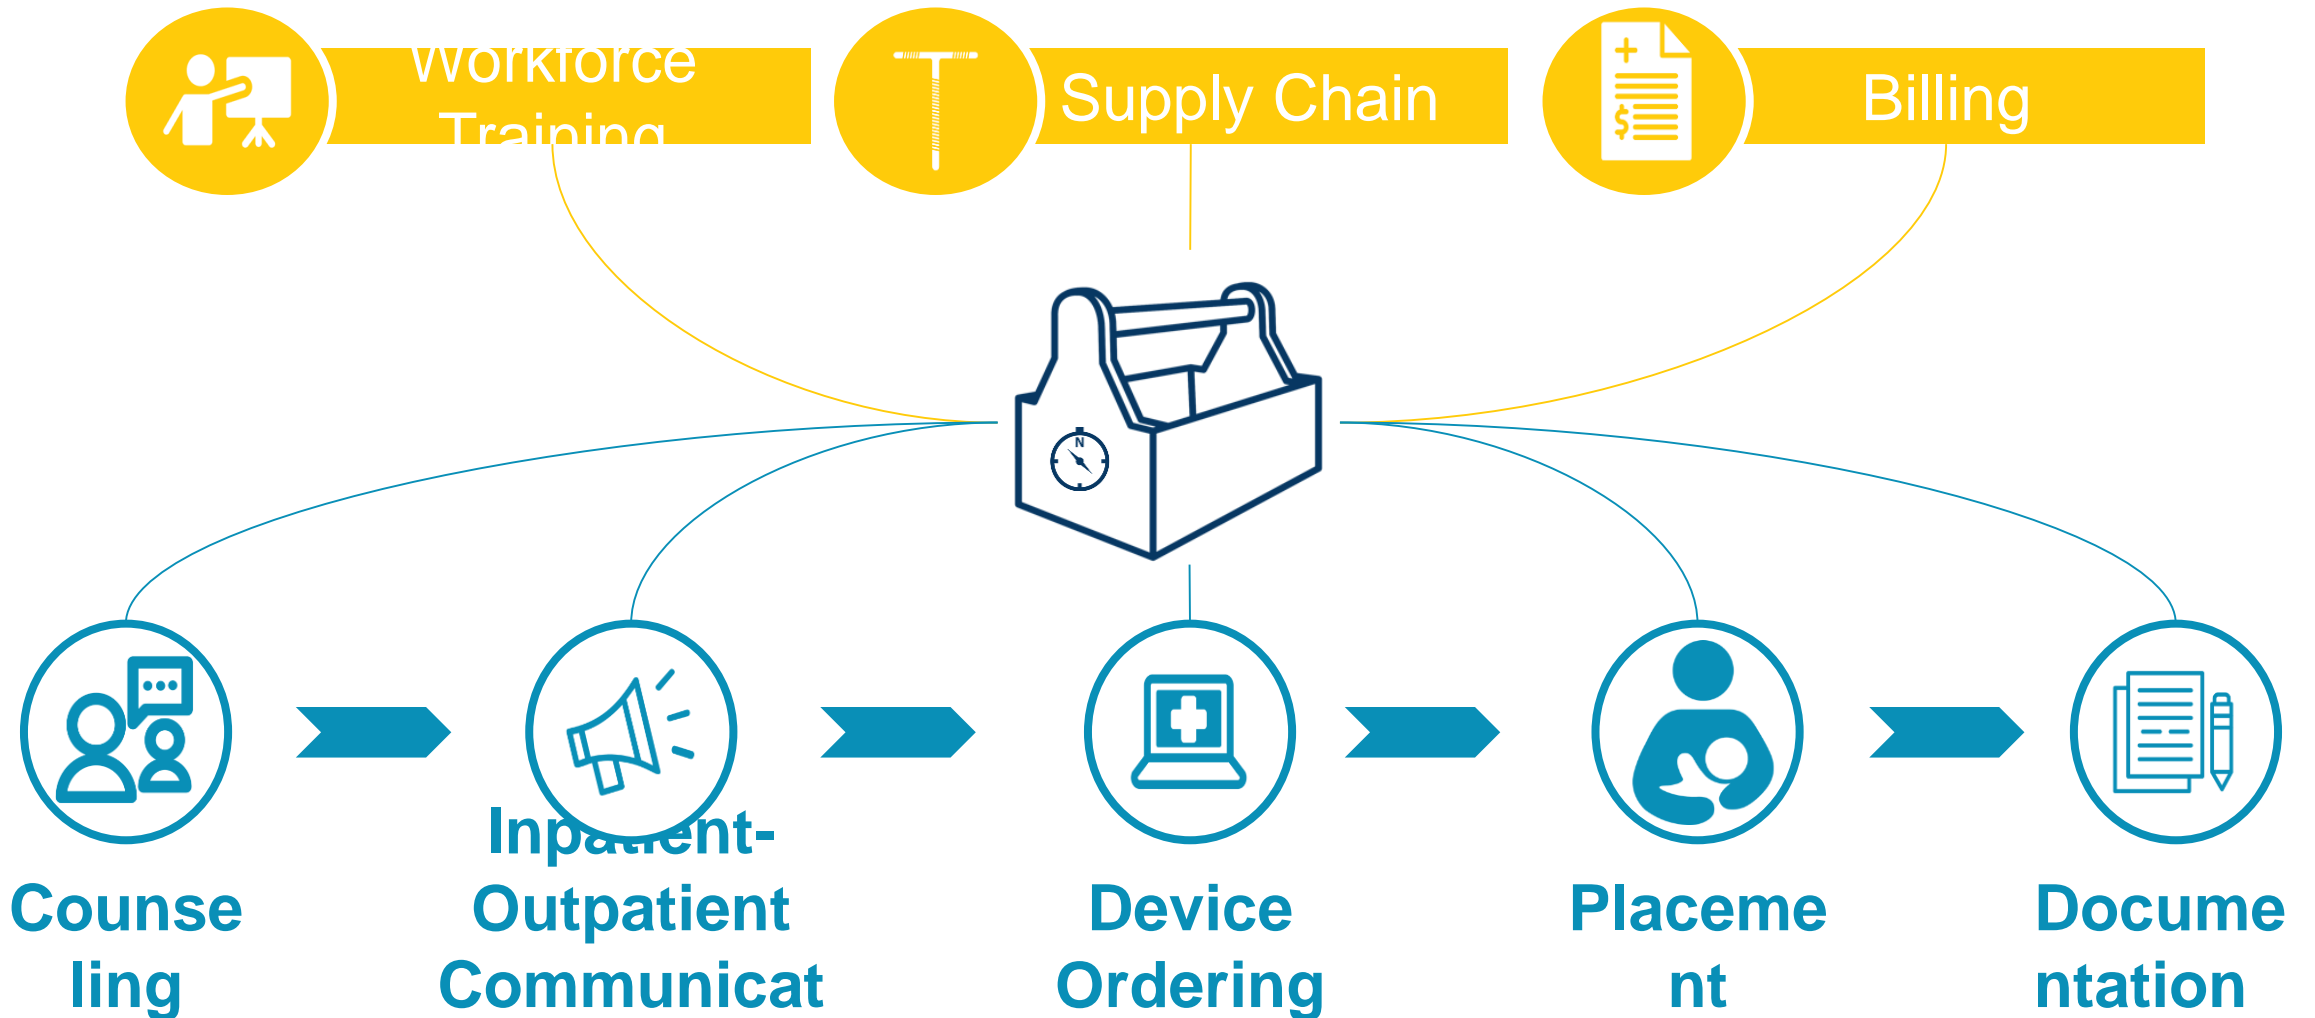 Workforce
Training
Supply Chain
Billing
N
Counse
ling
Inpatient-
Outpatient
Communicat
Device
Ordering
Placeme
nt
Docume
ntation